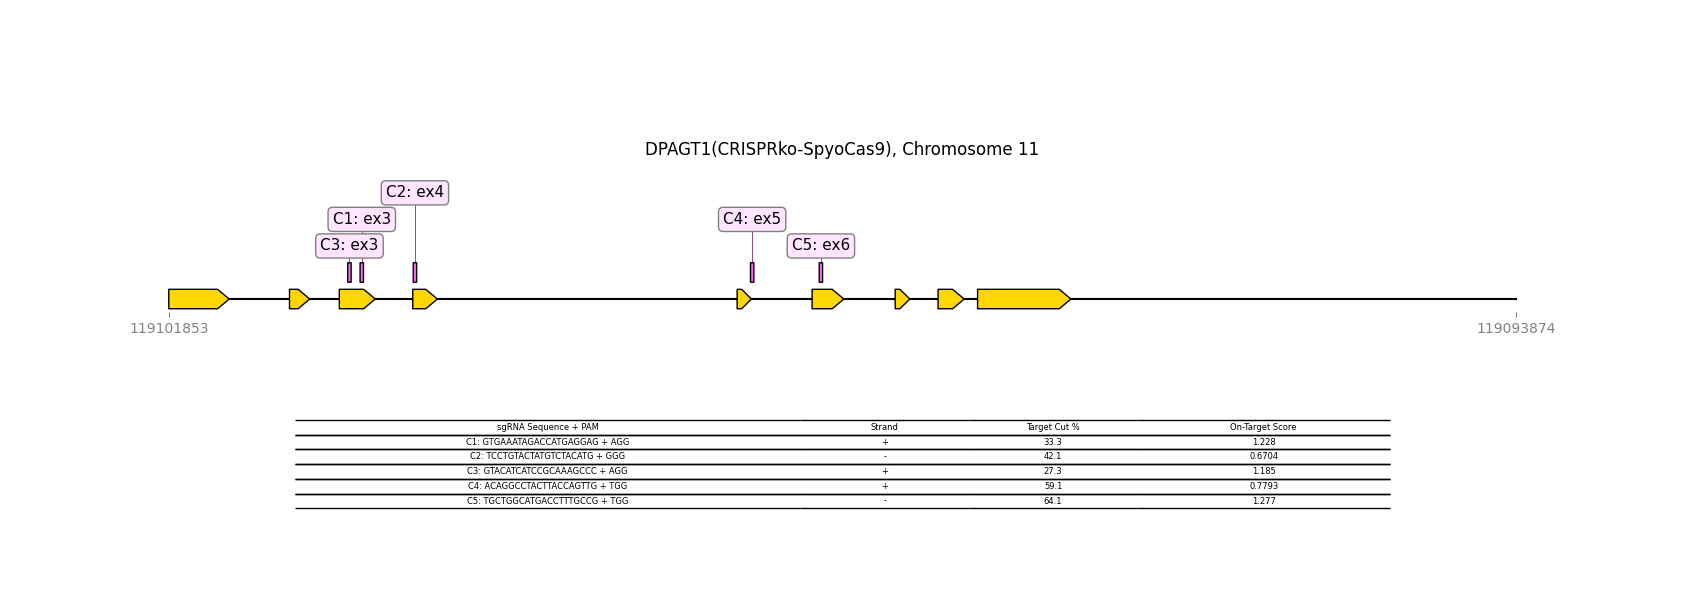 DPAGT1(CRISPRko-SpyoCas9), Chromosome 11
C2: ex4
C1: ex3
C4: ex5
C3: ex3
C5: ex6
119101853
119093874
sgRNA Sequence + PAM Strand Target Cut % On-Target Score
C1: GTGAAATAGACCATGAGGAG + AGG + 33.3 1.228
C2: TCCTGTACTATGTCTACATG + GGG - 42.1 0.6704
C3: GTACATCATCCGCAAAGCCC + AGG + 27.3 1.185
C4: ACAGGCCTACTTACCAGTTG + TGG + 59.1 0.7793
C5: TGCTGGCATGACCTTTGCCG + TGG - 64.1 1.277